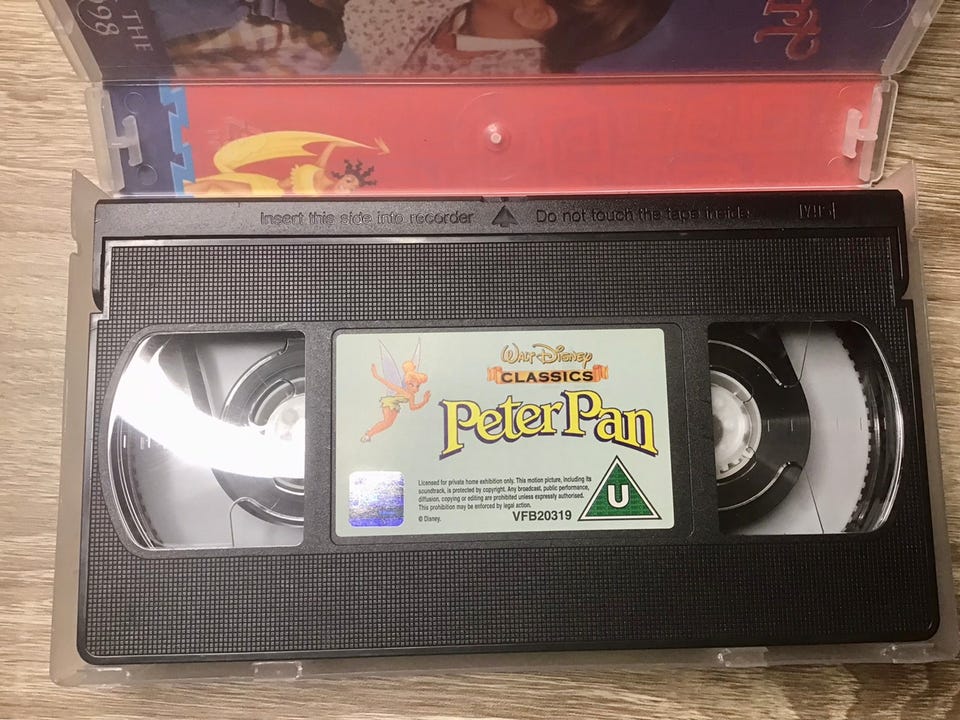 THE
98
Insert this side into recorder
Do not touch the tape inside
VHS
WALT DISNEY
CLASSICS
Peter Pan
Licensed for private home exhibition only. This motion picture, including its
soundtrack, is protected by copyright. Any broadcast, public performance,
diffusion, copying or editing are prohibited unless expressly authorised.
This prohibition may be enforced by legal action.
© Disney.
VFB20319
U